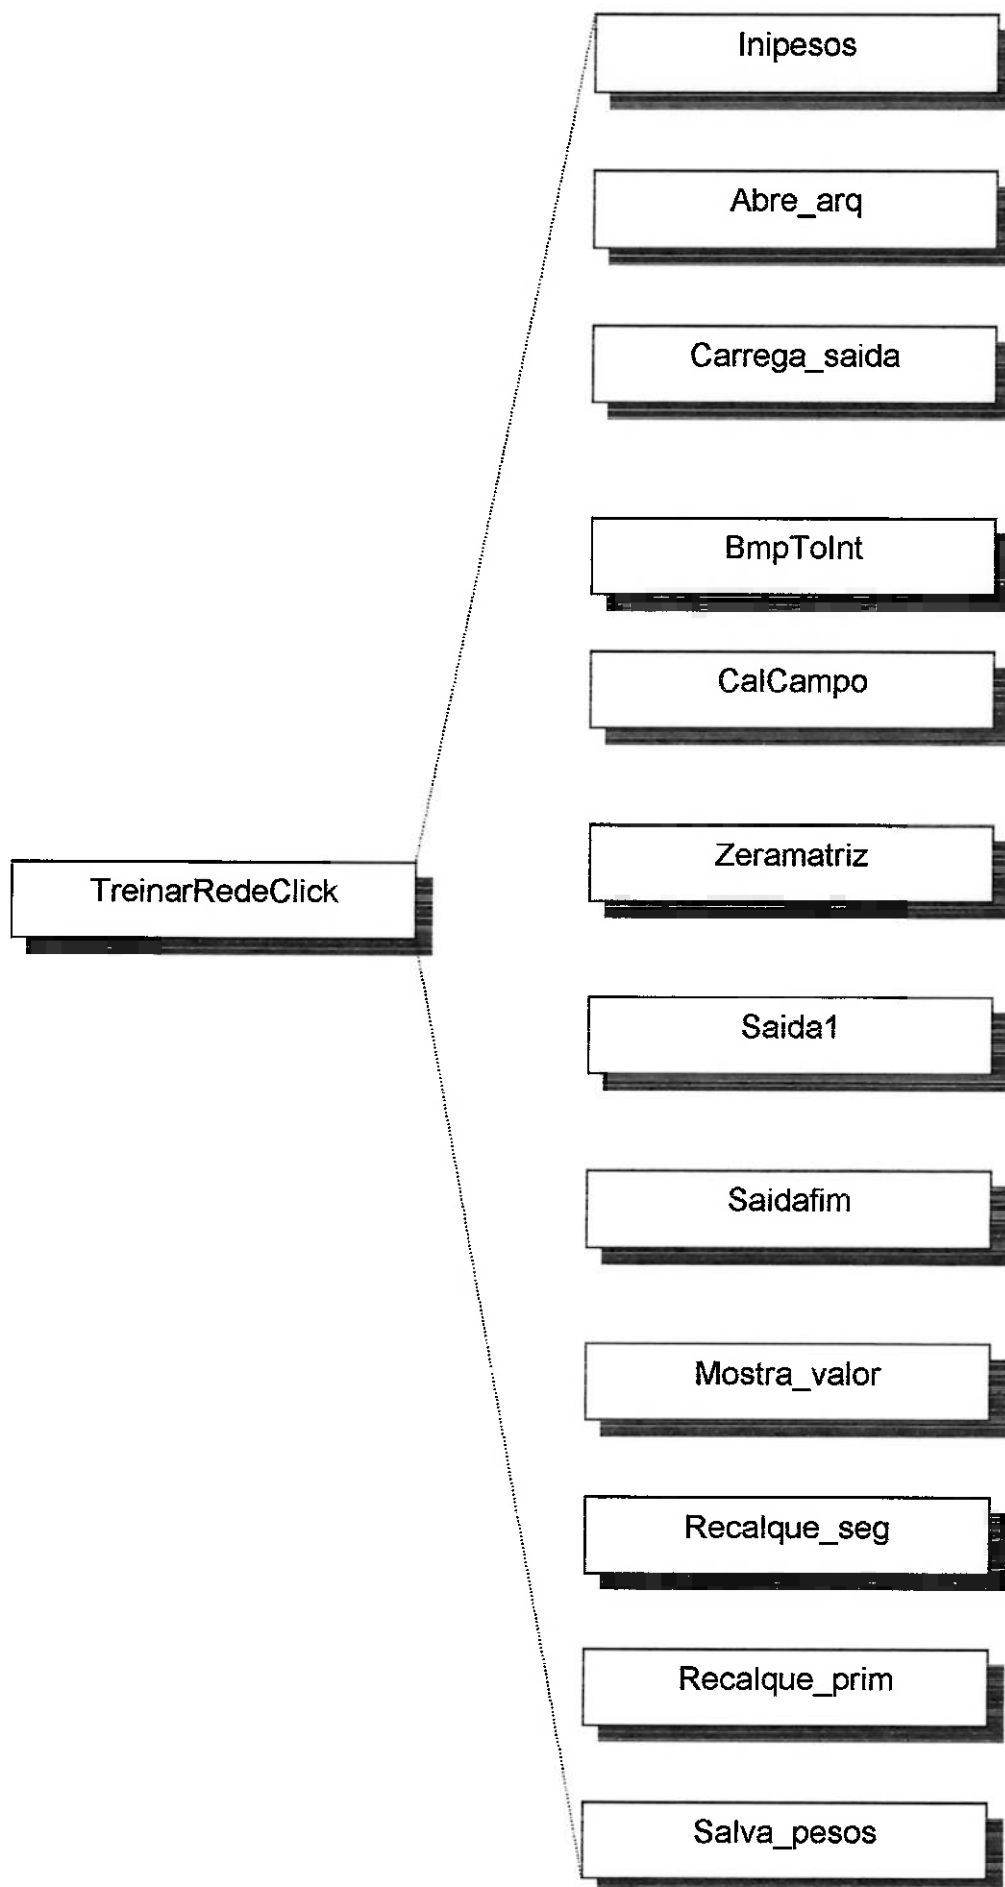 Inipesos
Abre_arq
Carrega_saida
BmpToInt
CalCampo
Zeramatriz
TreinarRedeClick
Saida1
Saidafim
Mostra_valor
Recalque_seg
Recalque_prim
Salva_pesos